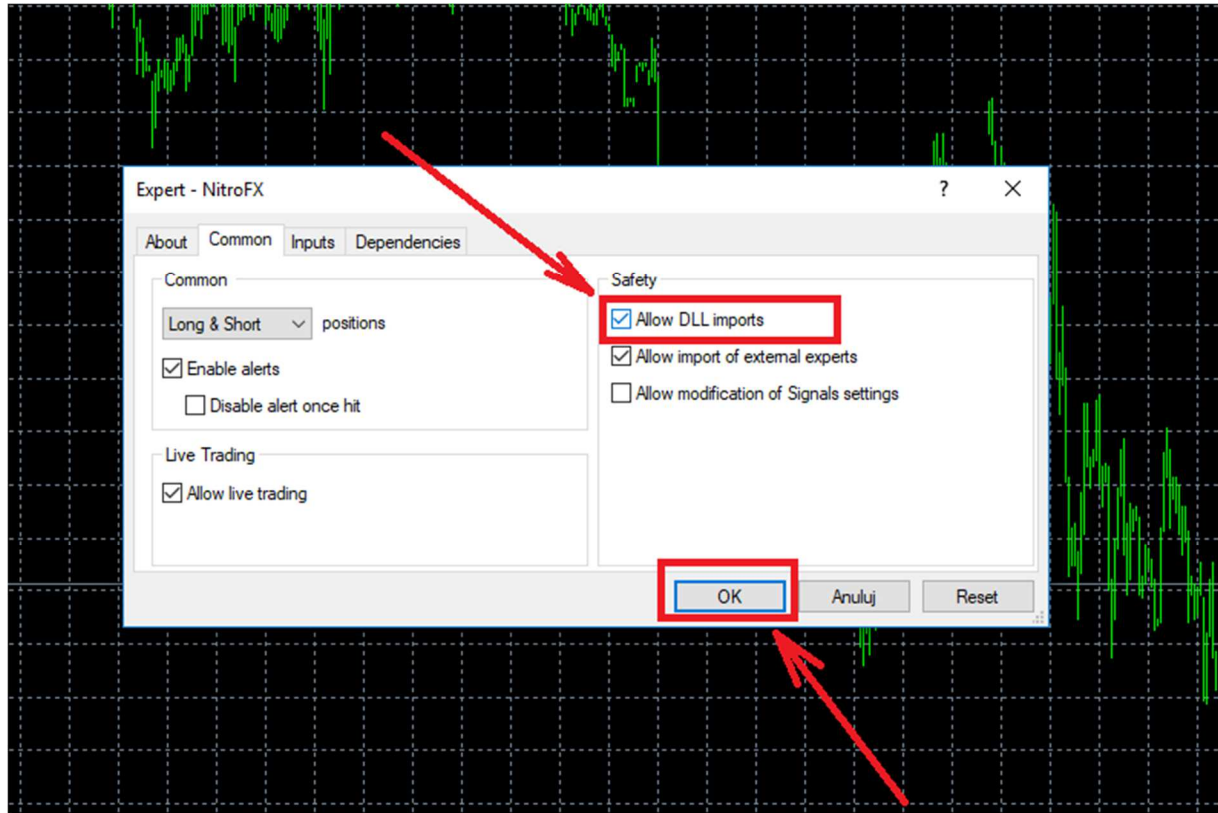 Expert - NitroFX
?
About Common Inputs Dependencies
Common
Long & Short positions
Enable alerts
Disable alert once hit
Live Trading
Allow live trading
Safety
Allow DLL imports
Allow import of external experts
Allow modification of Signals settings
OK Anuluj Reset